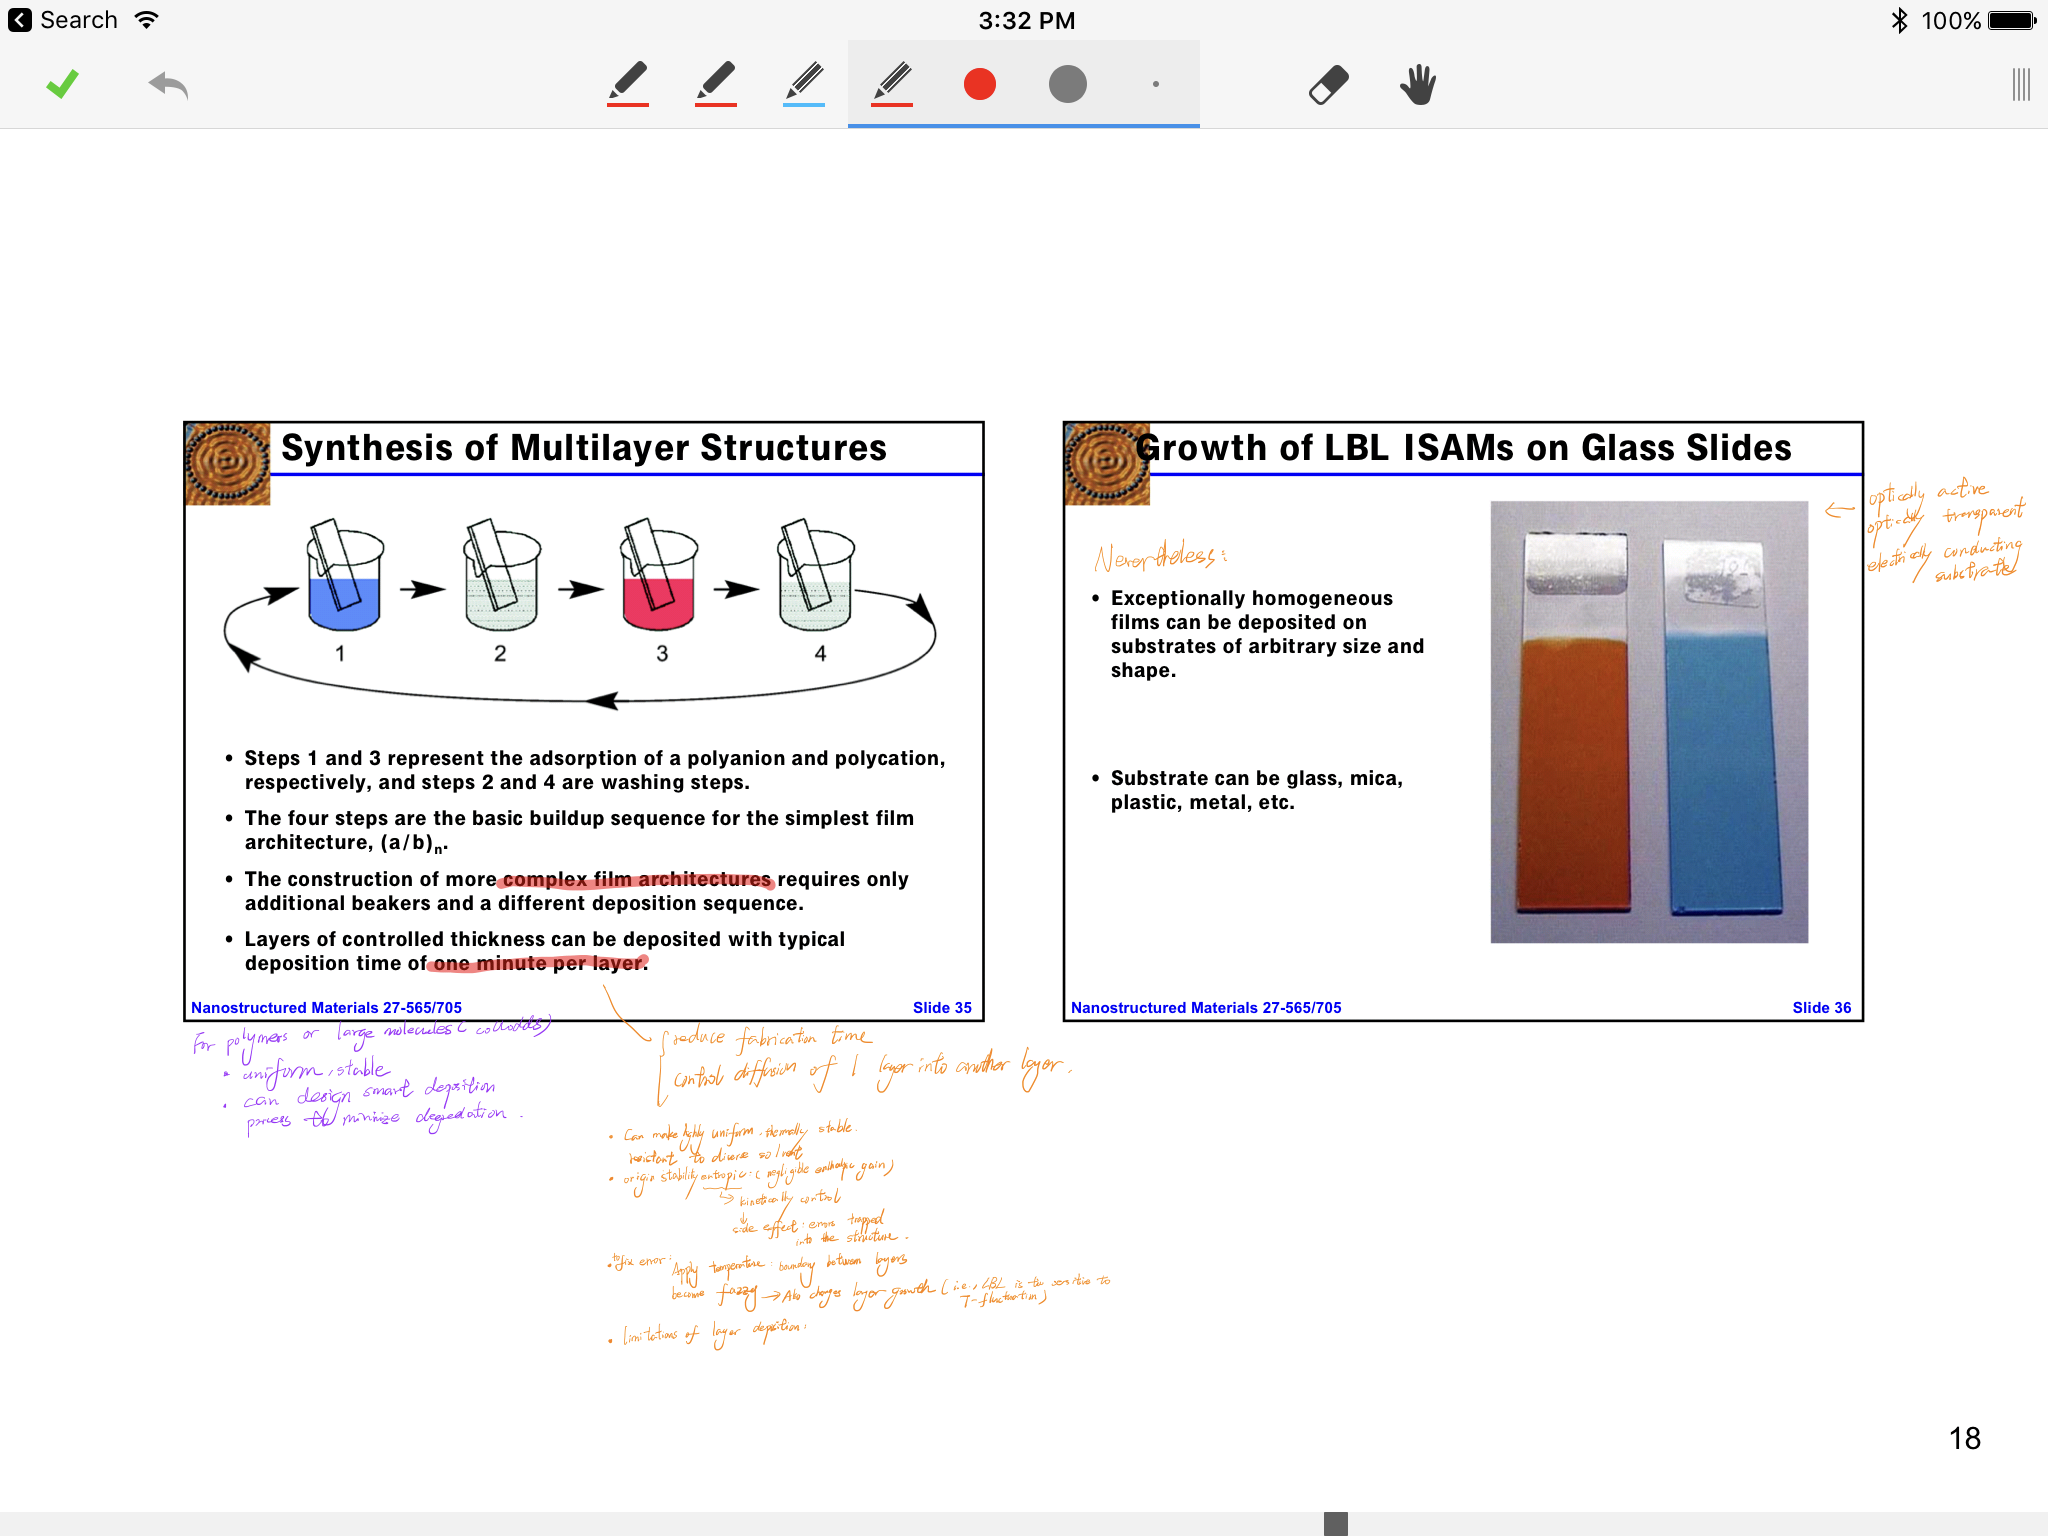 Search
3:32 PM
100%
Synthesis of Multilayer Structures
1 2 3 4
• Steps 1 and 3 represent the adsorption of a polyanion and polycation,
respectively, and steps 2 and 4 are washing steps.
• The four steps are the basic buildup sequence for the simplest film
architecture, (a/b)n.
• The construction of more complex film architectures requires only
additional beakers and a different deposition sequence.
• Layers of controlled thickness can be deposited with typical
deposition time of one minute per layer.
Nanostructured Materials 27-565/705 Slide 35
For polymers or large molecules (colloids)
• uniform, stable
• can design smart deposition
process to minimize degradation.
reduce fabrication time
control diffusion of 1 layer into another layer.
• Can make highly uniform, thermally stable.
resistant to diverse solvent
• origin stability entropic: (negligible enthalpic gain)
→ kinetically control
↓
side effect: errors trapped
into the structure.
• to fix error:
Apply temperature: boundary between layers
become fuzzy → Also changes layer growth (i.e., LBL is too sensitive to
T-fluctuation)
• limitations of layer deposition:
Growth of LBL ISAMs on Glass Slides
Nevertheless:
• Exceptionally homogeneous
films can be deposited on
substrates of arbitrary size and
shape.
• Substrate can be glass, mica,
plastic, metal, etc.
Nanostructured Materials 27-565/705 Slide 36
← optically active
optically transparent
electrically conducting
substrate
18